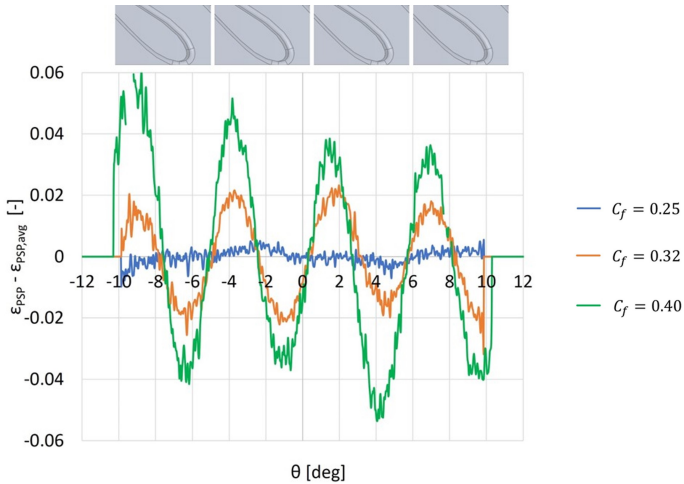 0.06
0.04
0.02
0
-0.02
-0.04
-0.06
-12 -10 -8 -6 -4 -2 0 2 4 6 8 10 12
εPSP - εPSP,avg [-]
θ [deg]
Cf = 0.25
Cf = 0.32
Cf = 0.40